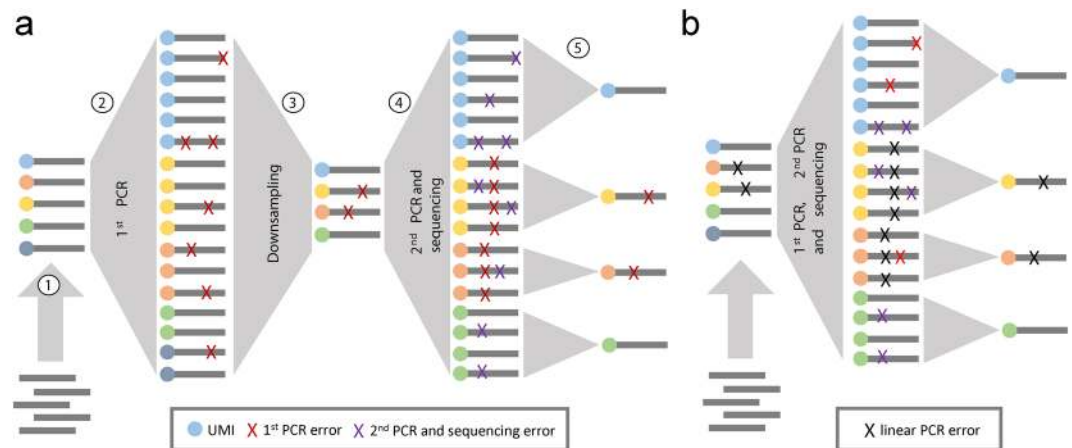 a
b
①
②
③
④
⑤
1st PCR
Downsampling
2nd PCR and
sequencing
1st PCR, 2nd PCR
and sequencing
UMI
X 1st PCR error
X 2nd PCR and sequencing error
X linear PCR error